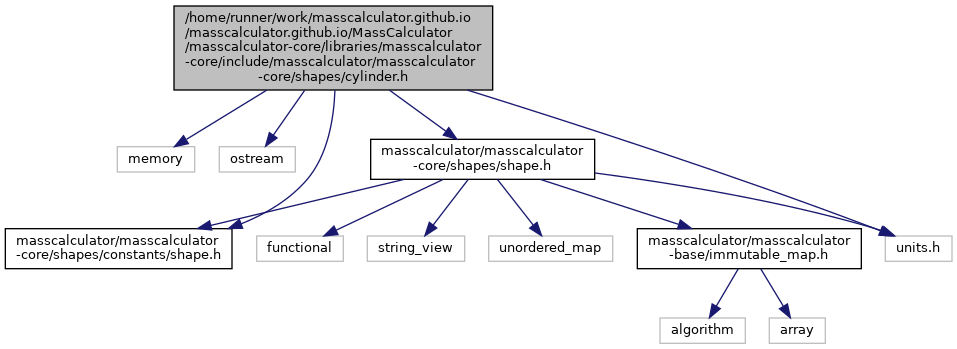 /home/runner/work/masscalculator.github.io
/masscalculator.github.io/MassCalculator
/masscalculator-core/libraries/masscalculator
-core/include/masscalculator/masscalculator
-core/shapes/cylinder.h
memory
ostream
masscalculator/masscalculator
-core/shapes/shape.h
masscalculator/masscalculator
-core/shapes/constants/shape.h
functional
string_view
unordered_map
masscalculator/masscalculator
-base/immutable_map.h
units.h
algorithm
array